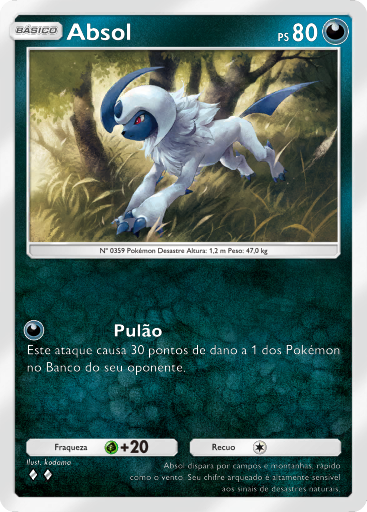 BÁSICO Absol PS 80
Nº 0359 Pokémon Desastre Altura: 1,2 m Peso: 47,0 kg
Pulão
Este ataque causa 30 pontos de dano a 1 dos Pokémon
no Banco do seu oponente.
Fraqueza +20 Recuo
Ilust. kodama
Absol dispara por campos e montanhas, rápido
como o vento. Seu chifre arqueado é altamente sensível
aos sinais de desastres naturais.